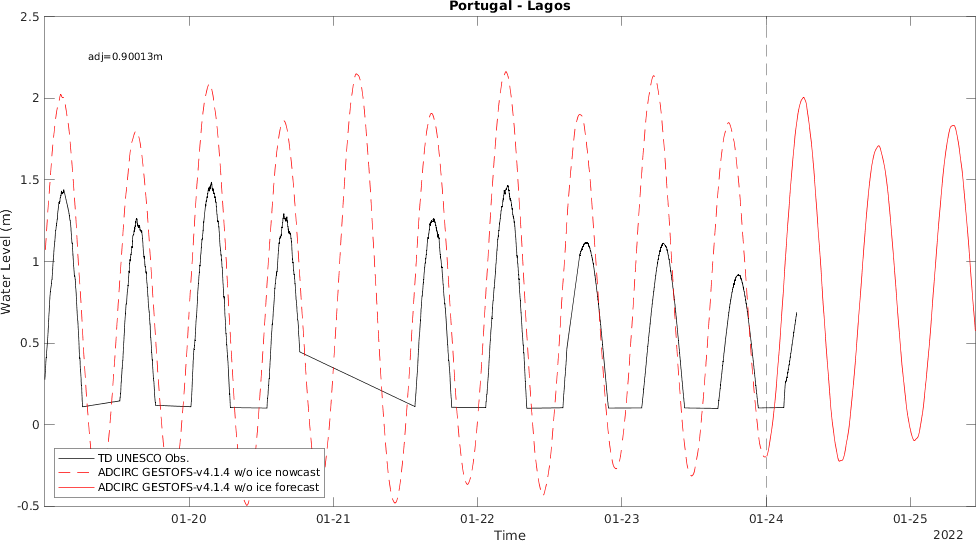 Portugal - Lagos
2.5
adj=0.90013m
2
1.5
1
0.5
0
-0.5
Water Level (m)
TD UNESCO Obs.
ADCIRC GESTOFS-v4.1.4 w/o ice nowcast
ADCIRC GESTOFS-v4.1.4 w/o ice forecast
01-20 01-21 01-22 01-23 01-24 01-25
Time
2022